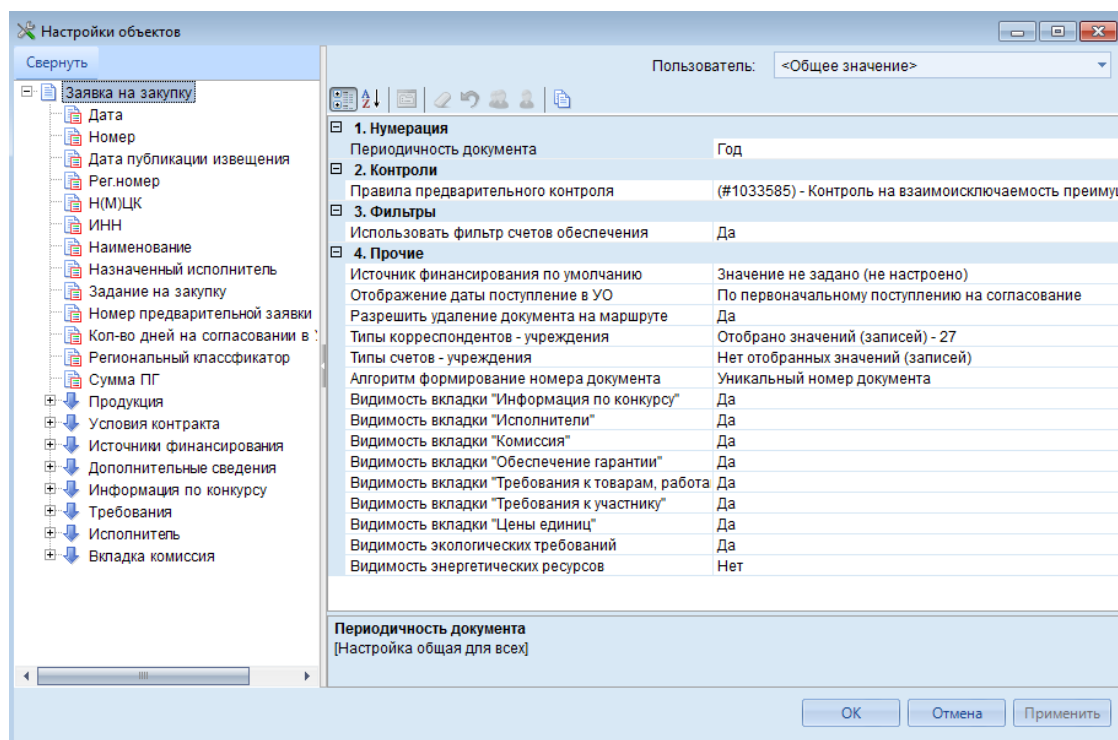 Настройки объектов
Свернуть
Пользователь: <Общее значение>
Заявка на закупку
Дата
Номер
Дата публикации извещения
Рег.номер
Н(М)ЦК
ИНН
Наименование
Назначенный исполнитель
Задание на закупку
Номер предварительной заявки
Кол-во дней на согласовании в
Региональный классфикатор
Сумма ПГ
Продукция
Условия контракта
Источники финансирования
Дополнительные сведения
Информация по конкурсу
Требования
Исполнитель
Вкладка комиссия
1. Нумерация
Периодичность документа Год
2. Контроли
Правила предварительного контроля (#1033585) - Контроль на взаимоисключаемость преиму
3. Фильтры
Использовать фильтр счетов обеспечения Да
4. Прочие
Источник финансирования по умолчанию Значение не задано (не настроено)
Отображение даты поступление в УО По первоначальному поступлению на согласование
Разрешить удаление документа на маршруте Да
Типы корреспондентов - учреждения Отобрано значений (записей) - 27
Типы счетов - учреждения Нет отобранных значений (записей)
Алгоритм формирование номера документа Уникальный номер документа
Видимость вкладки "Информация по конкурсу" Да
Видимость вкладки "Исполнители" Да
Видимость вкладки "Комиссия" Да
Видимость вкладки "Обеспечение гарантии" Да
Видимость вкладки "Требования к товарам, работа Да
Видимость вкладки "Требования к участнику" Да
Видимость вкладки "Цены единиц" Да
Видимость экологических требований Да
Видимость энергетических ресурсов Нет
Периодичность документа
[Настройка общая для всех]
ОК Отмена Применить